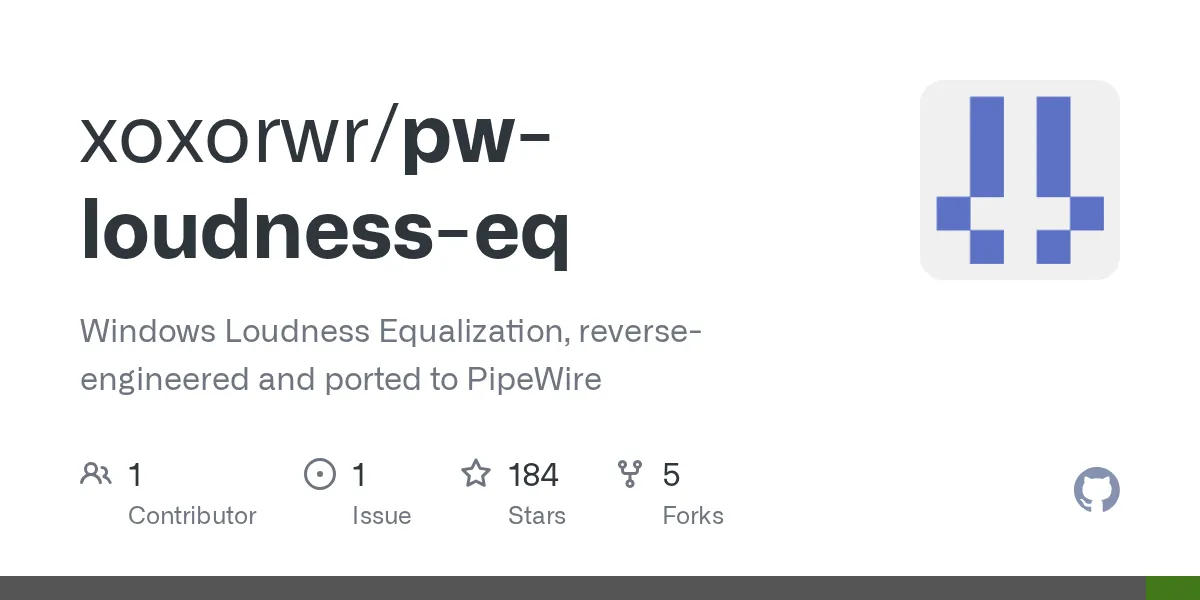 xoxorwr/pw-
loudness-eq
Windows Loudness Equalization, reverse-
engineered and ported to PipeWire
1
Contributor
1
Issue
184
Stars
5
Forks